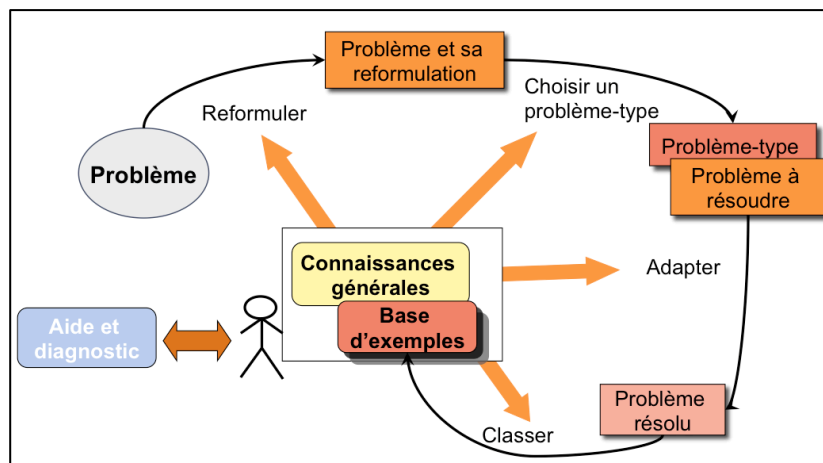 Problème et sa
reformulation
Choisir un
problème-type
Reformuler
Problème-type
Problème
Problème à
résoudre
Connaissances
générales
Adapter
Base
d'exemples
Aide et
diagnostic
Problème
résolu
Classer